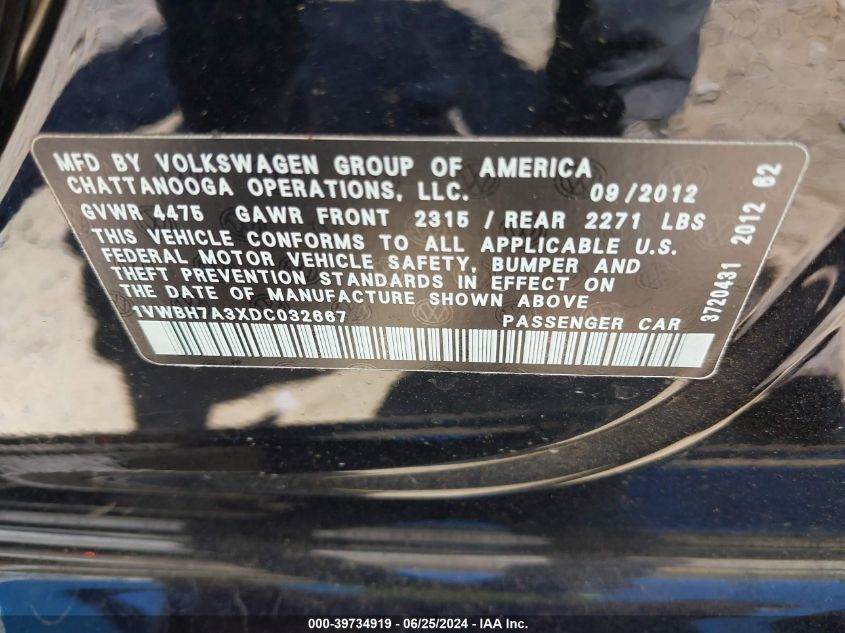 MFD BY VOLKSWAGEN GROUP OF AMERICA
CHATTANOOGA OPERATIONS, LLC. 09/2012
GVWR 4475 GAWR FRONT 2315 / REAR 2271 LBS
THIS VEHICLE CONFORMS TO ALL APPLICABLE U.S.
FEDERAL MOTOR VEHICLE SAFETY, BUMPER AND
THEFT PREVENTION STANDARDS IN EFFECT ON
THE DATE OF MANUFACTURE SHOWN ABOVE
1VWBH7A3XDC032667 PASSENGER CAR
3720431 2012 62
000-39734919 - 06/25/2024 - IAA Inc.